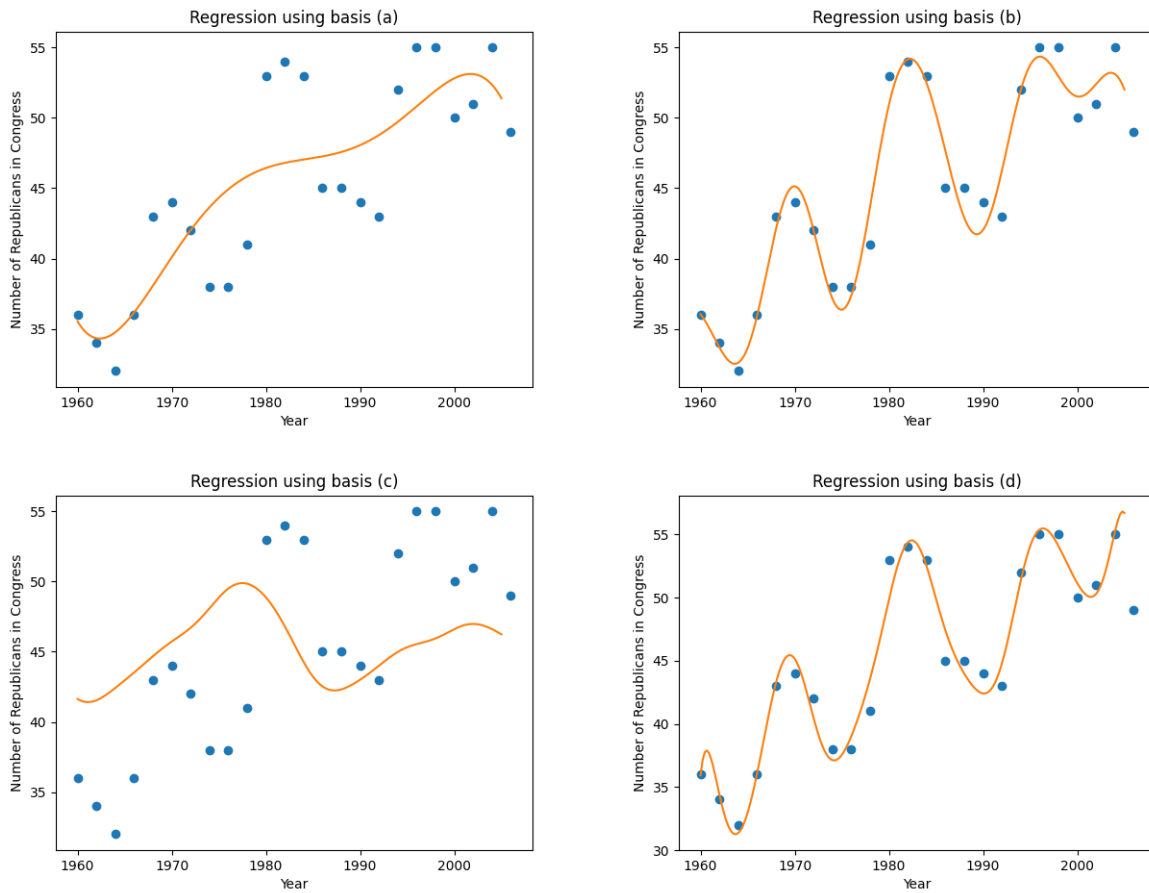 Regression using basis (a)
Number of Republicans in Congress
55
50
45
40
35
1960 1970 1980 1990 2000
Year
Regression using basis (b)
Number of Republicans in Congress
55
50
45
40
35
1960 1970 1980 1990 2000
Year
Regression using basis (c)
Number of Republicans in Congress
55
50
45
40
35
1960 1970 1980 1990 2000
Year
Regression using basis (d)
Number of Republicans in Congress
55
50
45
40
35
30
1960 1970 1980 1990 2000
Year